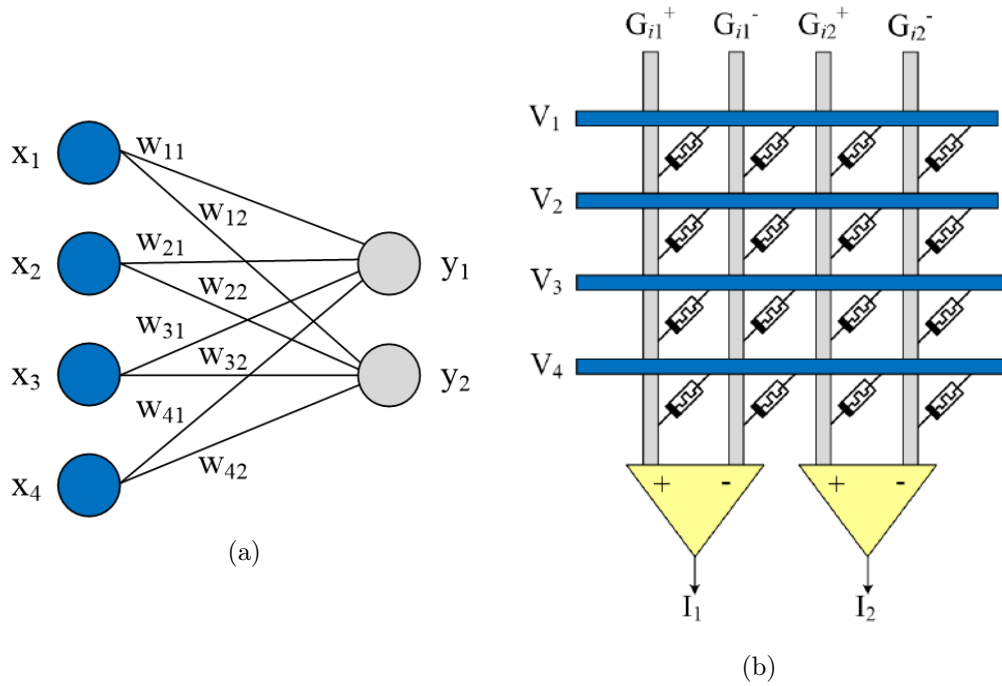 x₁
x₂
x₃
x₄
w₁₁
w₁₂
w₂₁
w₂₂
w₃₁
w₃₂
w₄₁
w₄₂
y₁
y₂
(a)
Gᵢ₁⁺ Gᵢ₁⁻ Gᵢ₂⁺ Gᵢ₂⁻
V₁
V₂
V₃
V₄
+ - + -
I₁ I₂
(b)